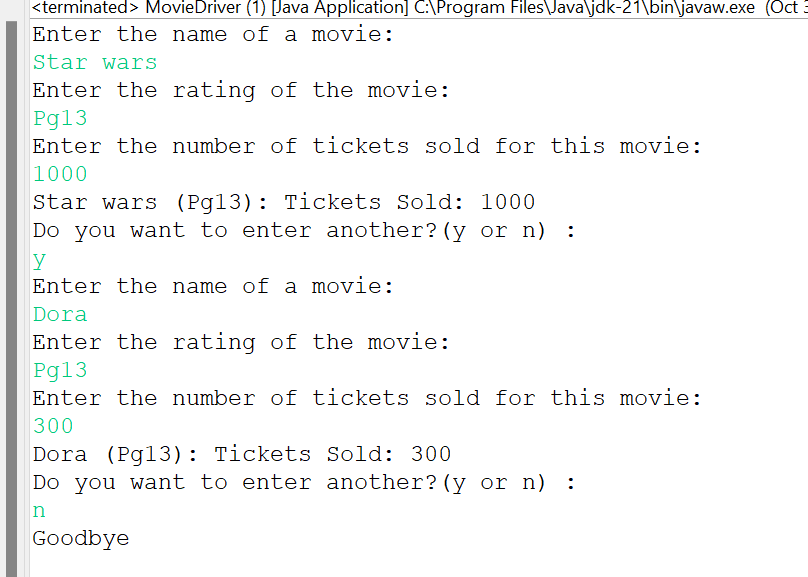 <terminated> MovieDriver (1) [Java Application] C:\Program Files\Java\jdk-21\bin\javaw.exe (Oct
Enter the name of a movie:
Star wars
Enter the rating of the movie:
Pg13
Enter the number of tickets sold for this movie:
1000
Star wars (Pg13): Tickets Sold: 1000
Do you want to enter another?(y or n) :
y
Enter the name of a movie:
Dora
Enter the rating of the movie:
Pg13
Enter the number of tickets sold for this movie:
300
Dora (Pg13): Tickets Sold: 300
Do you want to enter another?(y or n) :
n
Goodbye